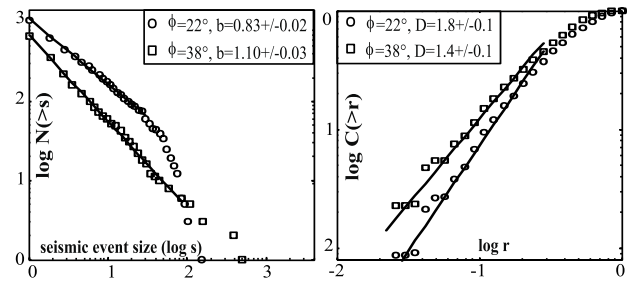 3
2
1
0
log N(>s)
ϕ=22°, b=0.83+/-0.02
ϕ=38°, b=1.10+/-0.03
seismic event size (log s)
0
1
2
3
0
1
2
log C(>r)
ϕ=22°, D=1.8+/-0.1
ϕ=38°, D=1.4+/-0.1
log r
-2
-1
0